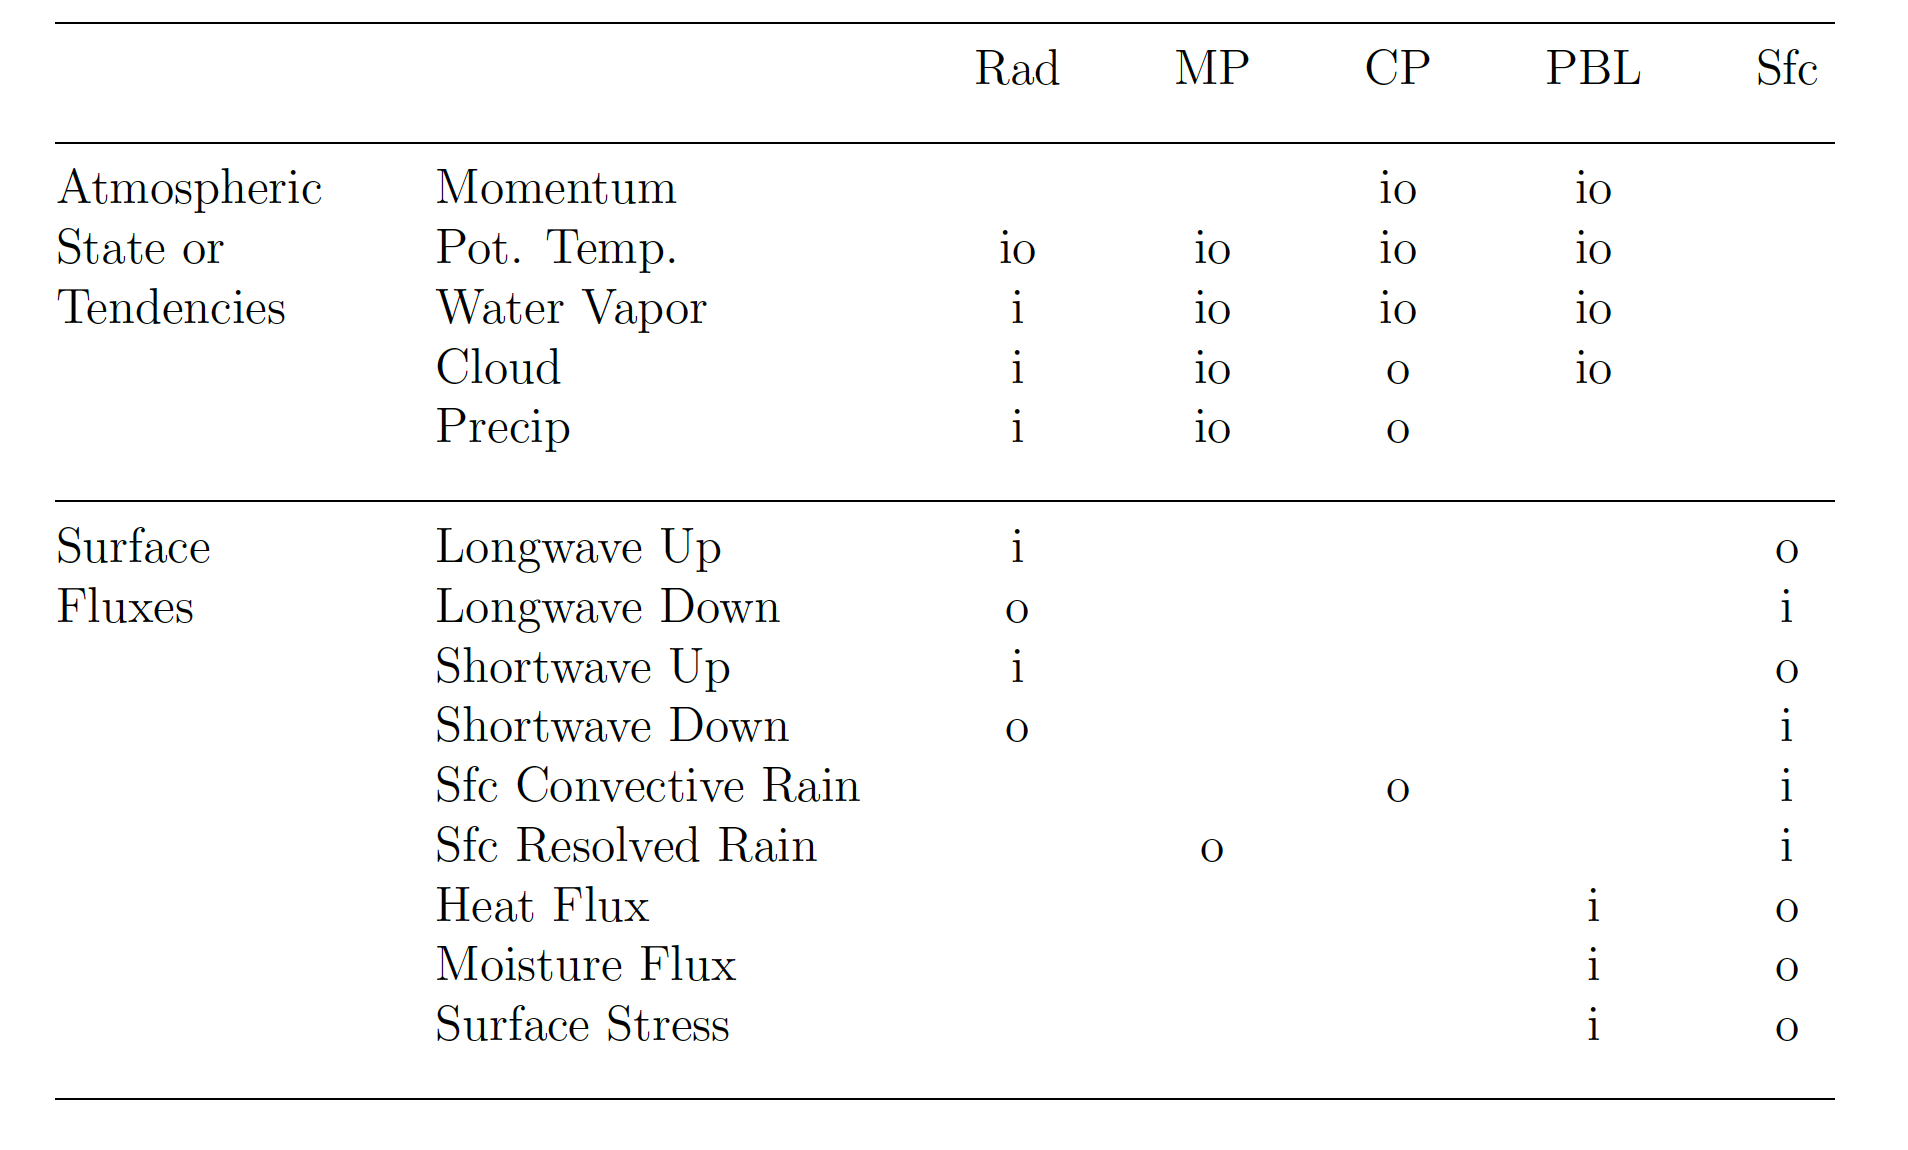 Rad MP CP PBL Sfc
Atmospheric Momentum io io
State or Pot. Temp. io io io io
Tendencies Water Vapor i io io io
Cloud i io o io
Precip i io o
Surface Longwave Up i o
Fluxes Longwave Down o i
Shortwave Up i o
Shortwave Down o i
Sfc Convective Rain o i
Sfc Resolved Rain o i
Heat Flux i o
Moisture Flux i o
Surface Stress i o